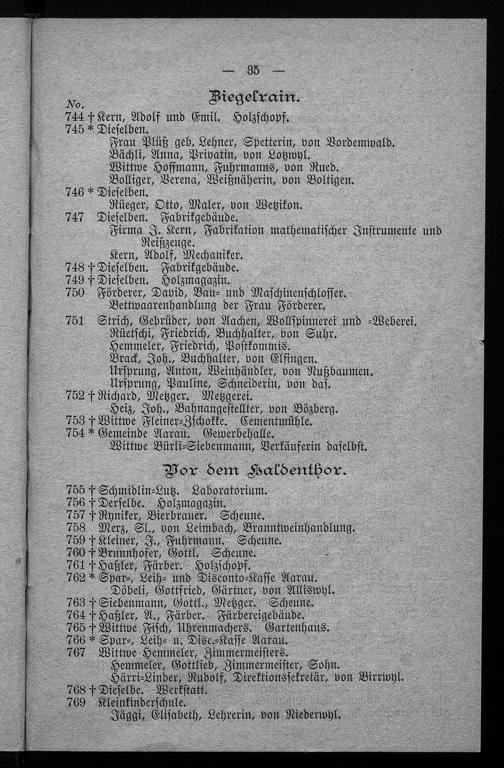 — 35 —
Ziegelrain.
No.
744 † Kern, Adolf und Emil. Holzschopf.
745 * Dieselben.
Frau Plüß geb. Lehner, Spetterin, von Vordemwald.
Bächli, Anna, Privatin, von Lotzwyl.
Wittwe Hoffmann, Fuhrmanns, von Rued.
Bolliger, Verena, Weißnäherin, von Boltigen.
746 * Dieselben.
Rüeger, Otto, Maler, von Wetzikon.
747 Dieselben. Fabrikgebäude.
Firma J. Kern, Fabrikation mathematischer Instrumente und
Reißzeuge.
Kern, Adolf, Mechaniker.
748 † Dieselben. Fabrikgebäude.
749 † Dieselben. Holzmagazin.
750 Förderer, David, Bau- und Maschinenschlosser.
Bettwaarenhandlung der Frau Förderer.
751 Strich, Gebrüder, von Aachen, Wollspinnerei und -Weberei.
Rüetschi, Friedrich, Buchhalter, von Suhr.
Hemmeler, Friedrich, Postkommis.
Brack, Joh., Buchhalter, von Elfingen.
Ursprung, Anton, Weinhändler, von Nußbaumen.
Ursprung, Pauline, Schneiderin, von das.
752 † Richard, Metzger. Metzgerei.
Heiz, Joh., Bahnangestellter, von Bözberg.
753 † Wittwe Fleiner-Zschokke. Cementmühle.
754 * Gemeinde Aarau. Gewerbehalle.
Wittwe Bürli-Siebenmann, Verkäuferin daselbst.
Vor dem Haldenthor.
755 † Schmidlin-Lutz. Laboratorium.
756 † Derselbe. Holzmagazin.
757 † Ryniker, Bierbrauer. Scheune.
758 Merz, Sl., von Leimbach, Branntweinhandlung.
759 † Kleiner, J., Fuhrmann. Scheune.
760 † Brunnhofer, Gottl. Scheune.
761 † Haßler, Färber. Holzschopf.
762 * Spar-, Leih- und Disconto-Kasse Aarau.
Döbeli, Gottfried, Gärtner, von Alliswyl.
763 † Siebenmann, Gottl., Metzger. Scheune.
764 † Haßler, A., Färber. Färbereigebäude.
765 † Wittwe Fisch, Uhrenmachers. Gartenhaus.
766 * Spar-, Leih- u. Disc.-Kasse Aarau.
767 Wittwe Hemmeler, Zimmermeisters.
Hemmeler, Gottlieb, Zimmermeister, Sohn.
Härri-Linder, Rudolf, Direktionssekretär, von Birrwyl.
768 † Dieselbe. Werkstatt.
769 Kleinkinderschule.
Jäggi, Elisabeth, Lehrerin, von Niederwyl.